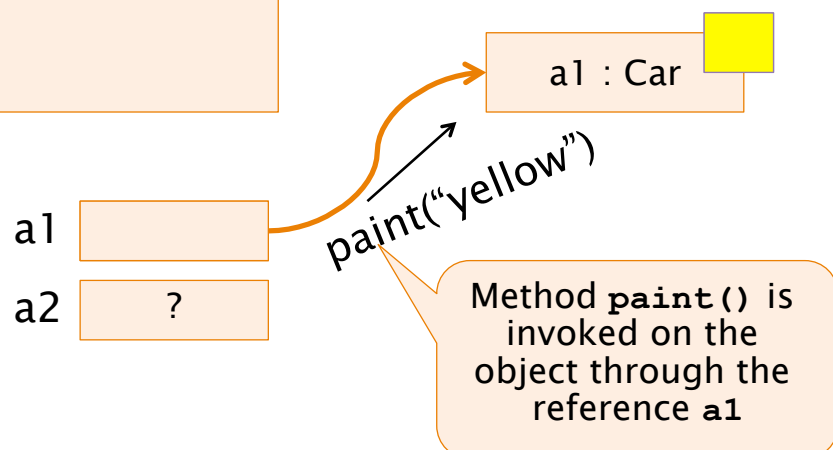 a1 : Car
paint(“yellow”)
a1
a2 ?
Method paint() is
invoked on the
object through the
reference a1